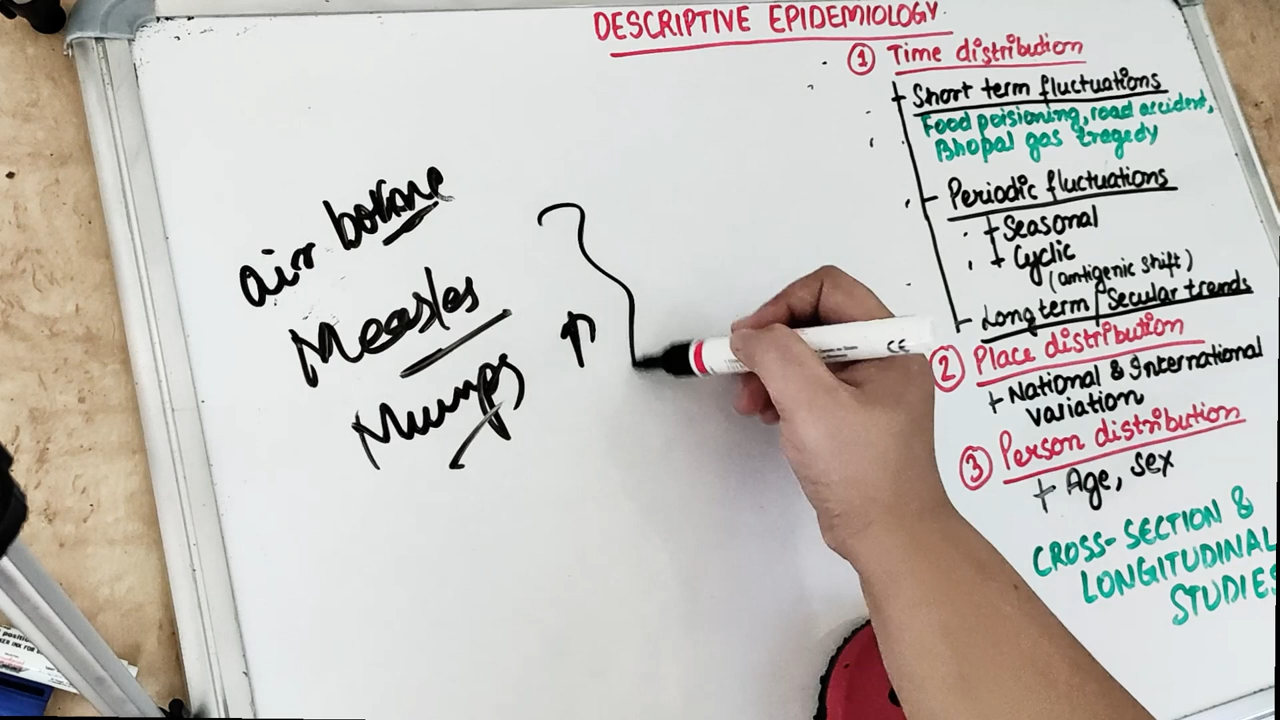 DESCRIPTIVE EPIDEMIOLOGY
① Time distribution
Short term fluctuations
Food poisioning, road accident,
Bhopal gas tragedy
Periodic fluctuations
+ Seasonal
+ Cyclic
(antigenic shift)
Long term / Secular trends
② Place distribution
+ National & International
variation
③ Person distribution
+ Age, sex
CROSS-SECTION &
LONGITUDINAL
STUDIES
air borne
Measles
Mumps ↑
CE